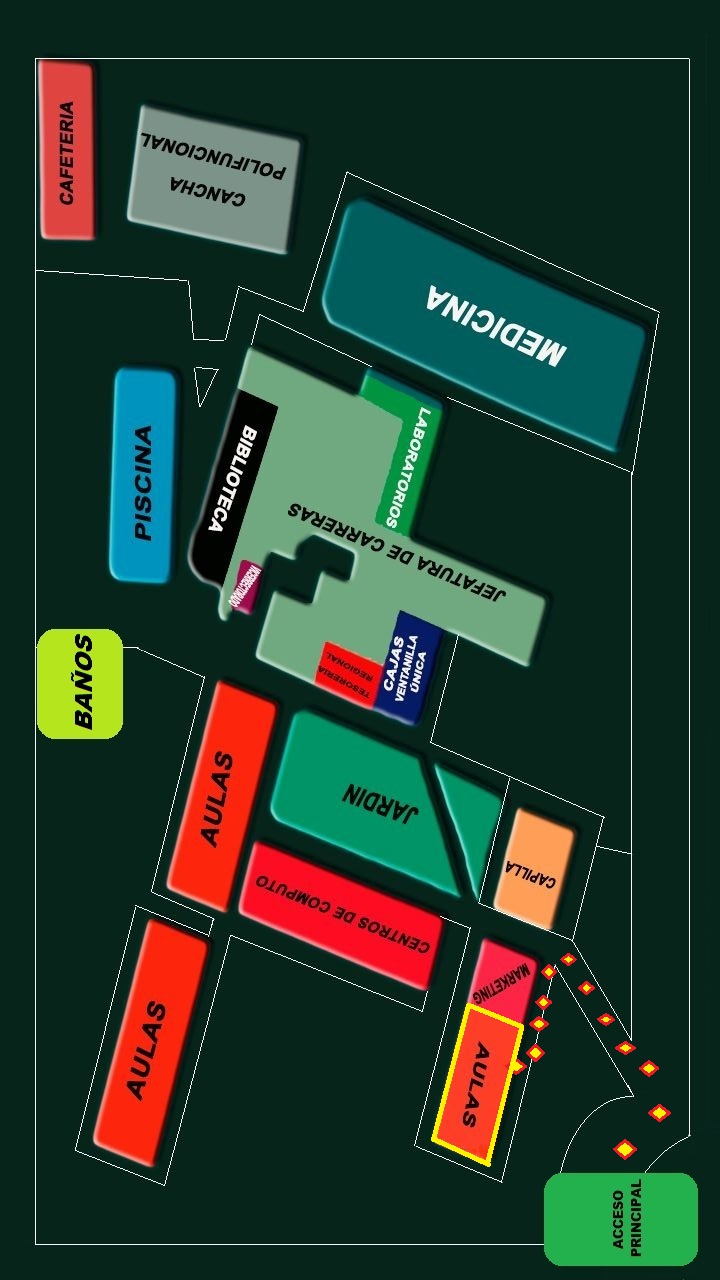 CAFETERIA
CANCHA
POLIFUNCIONAL
MEDICINA
PISCINA
BIBLIOTECA
LABORATORIOS
JEFATURA DE CARRERAS
VICERRECTORADO
TESORERIA
REGIONAL
CAJAS
VENTANILLA
ÚNICA
BAÑOS
AULAS
JARDIN
CENTROS DE COMPUTO
CAPILLA
MARKETING
AULAS
AULAS
ACCESO
PRINCIPAL